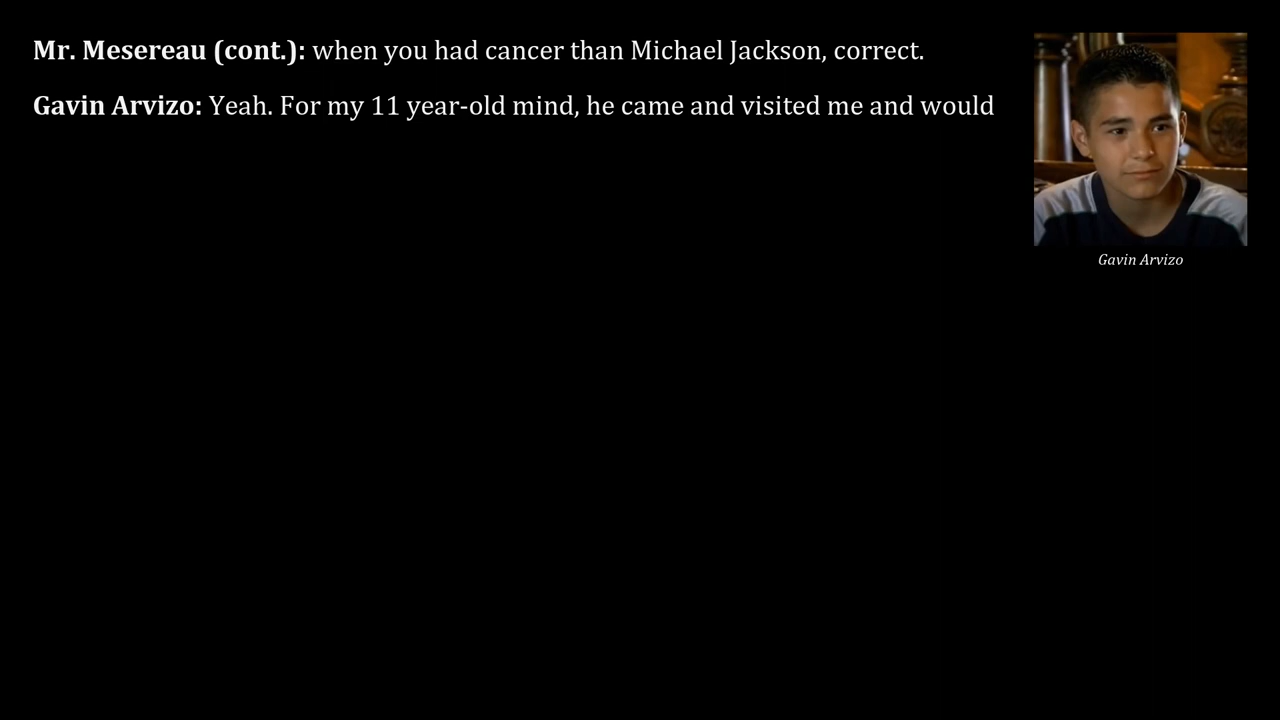 Mr. Mesereau (cont.): when you had cancer than Michael Jackson, correct.
Gavin Arvizo: Yeah. For my 11 year-old mind, he came and visited me and would
Gavin Arvizo